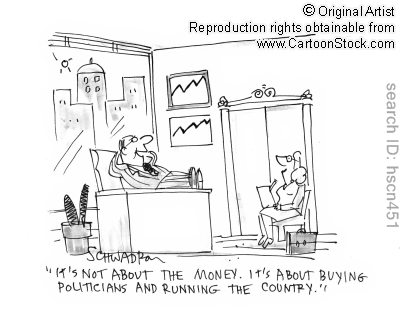 © Original Artist
Reproduction rights obtainable from
www.CartoonStock.com
search ID: hscn451
SCHWADRON
"IT'S NOT ABOUT THE MONEY. IT'S ABOUT BUYING
POLITICIANS AND RUNNING THE COUNTRY."